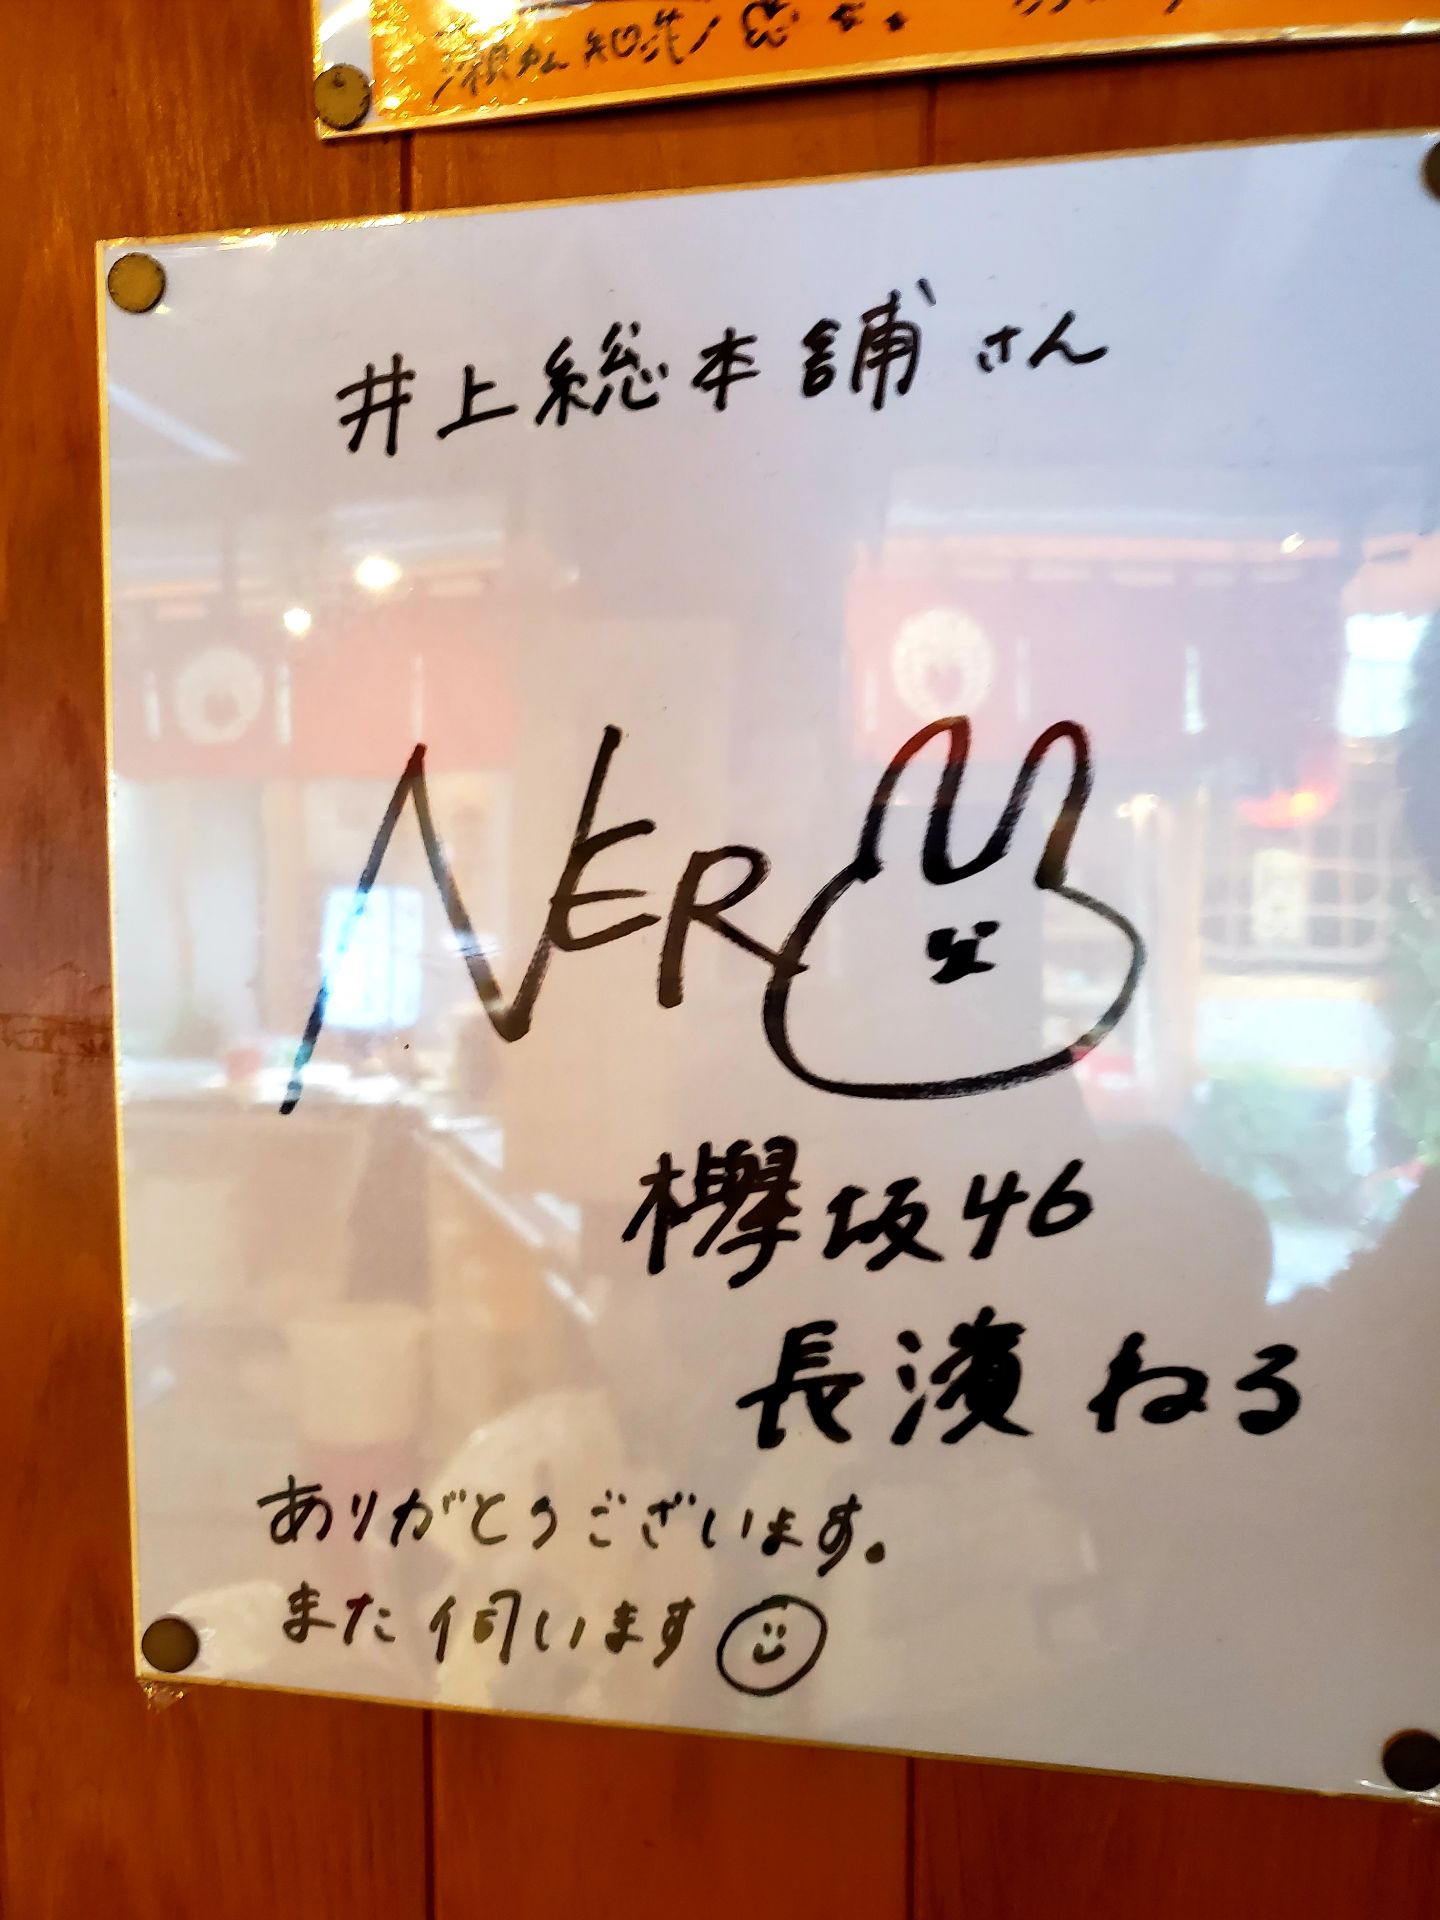 井上総本舗さん
NERU
欅坂46
長濱ねる
ありがとうございます。
また伺います